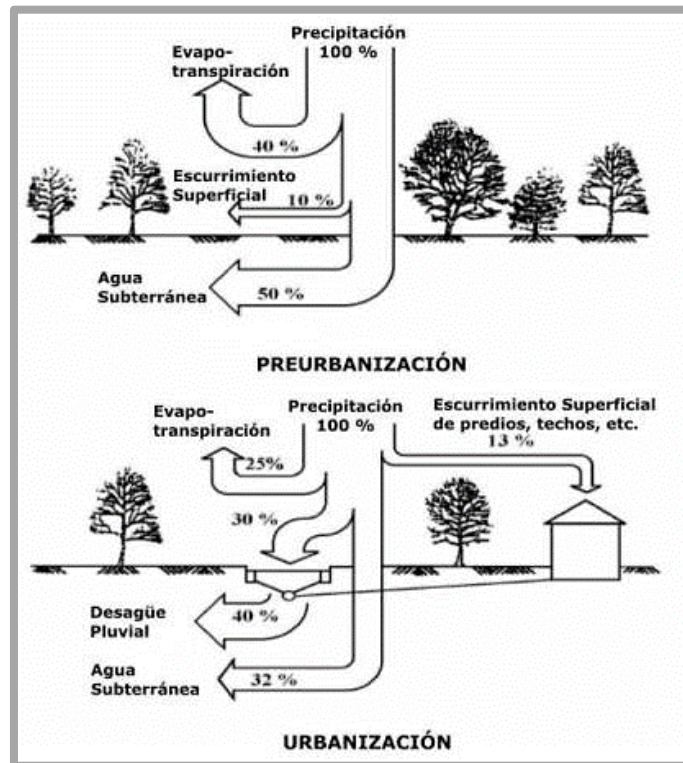 Precipitación
100 %
Evapo-
transpiración
40 %
Escurrimiento
Superficial
10 %
Agua
Subterránea
50 %
PREURBANIZACIÓN
Evapo-
transpiración
Precipitación
100 %
Escurrimiento Superficial
de predios, techos, etc.
13 %
25%
30 %
Desagüe
Pluvial
40 %
Agua
Subterránea
32 %
URBANIZACIÓN